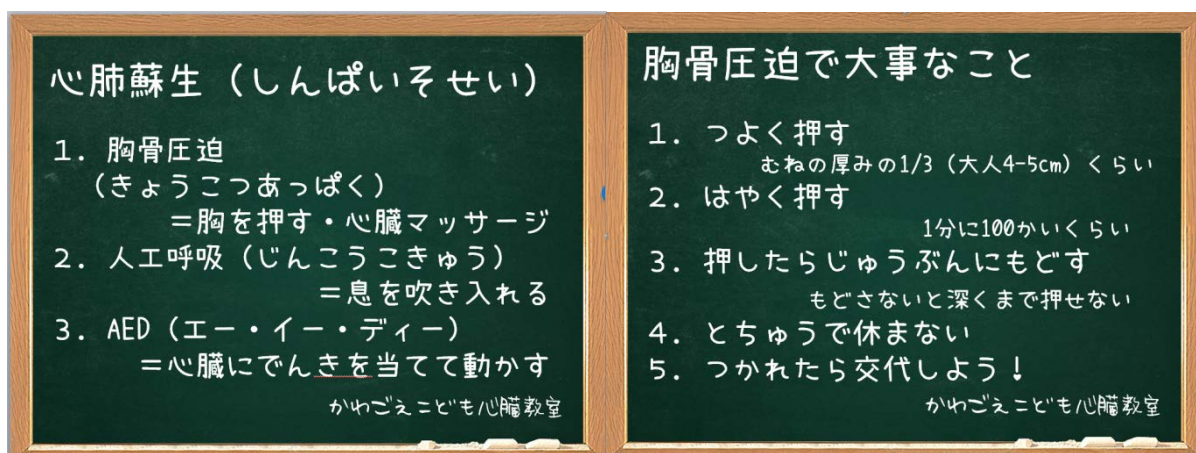 心肺蘇生（しんぱいそせい）
1. 胸骨圧迫
（きょうこつあっぱく）
＝胸を押す・心臓マッサージ
2. 人工呼吸（じんこうこきゅう）
＝息を吹き入れる
3. AED（エー・イー・ディー）
＝心臓にでんきを当てて動かす
かわごえこども心臓教室
胸骨圧迫で大事なこと
1. つよく押す
むねの厚みの1/3（大人4-5cm）くらい
2. はやく押す
1分に100かいくらい
3. 押したらじゅうぶんにもどす
もどさないと深くまで押せない
4. とちゅうで休まない
5. つかれたら交代しよう！
かわごえこども心臓教室